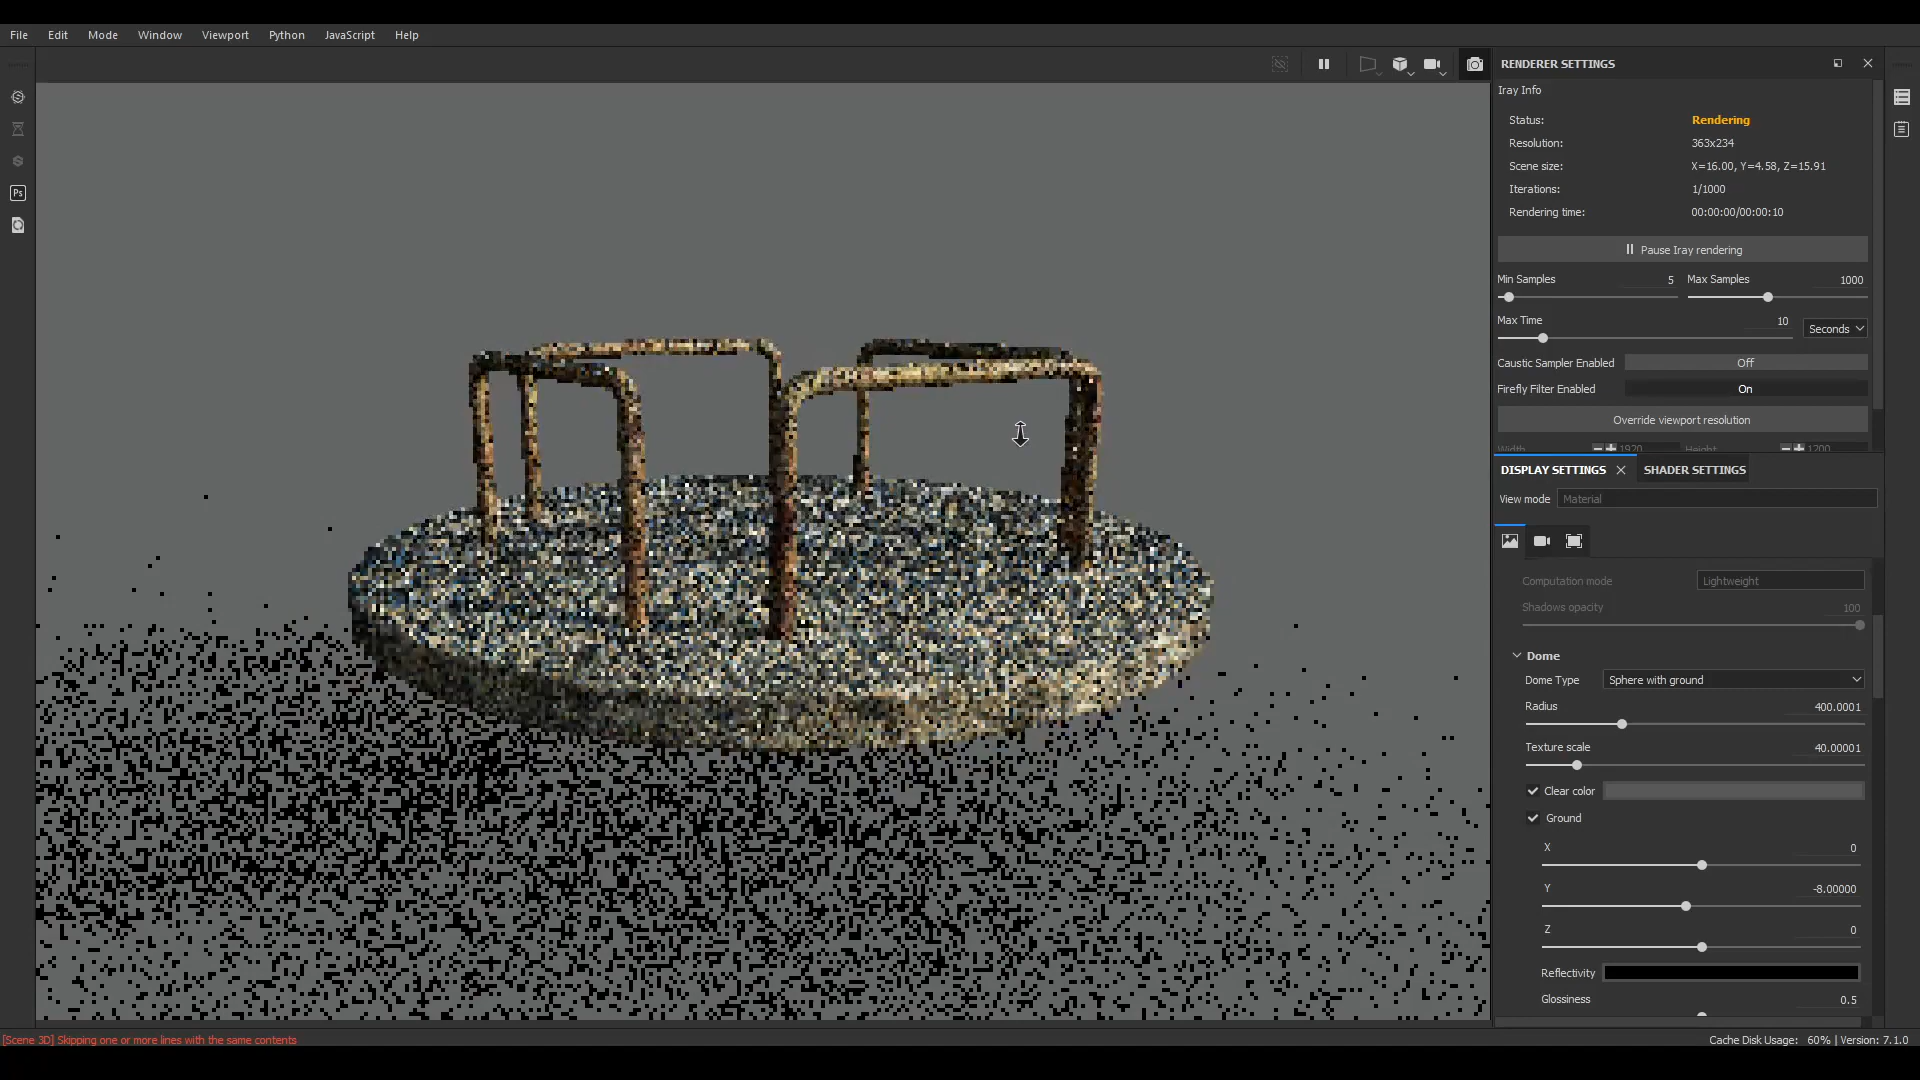 File Edit Mode Window Viewport Python JavaScript Help
RENDERER SETTINGS
Iray Info
Status: Rendering
Resolution: 363x234
Scene size: X=16.00, Y=4.58, Z=15.91
Iterations: 1/1000
Rendering time: 00:00:00/00:00:10
Pause Iray rendering
Min Samples 5 Max Samples 1000
Max Time 10 Seconds
Caustic Sampler Enabled Off
Firefly Filter Enabled On
Override viewport resolution
Width 1920 Height 1200
DISPLAY SETTINGS SHADER SETTINGS
View mode Material
Computation mode Lightweight
Shadows opacity 100
Dome
Dome Type Sphere with ground
Radius 400.0001
Texture scale 40.00001
Clear color
Ground
X 0
Y -8.00000
Z 0
Reflectivity
Glossiness 0.5
Ps
[Scene 3D] Skipping one or more lines with the same contents
Cache Disk Usage: 60% | Version: 7.1.0